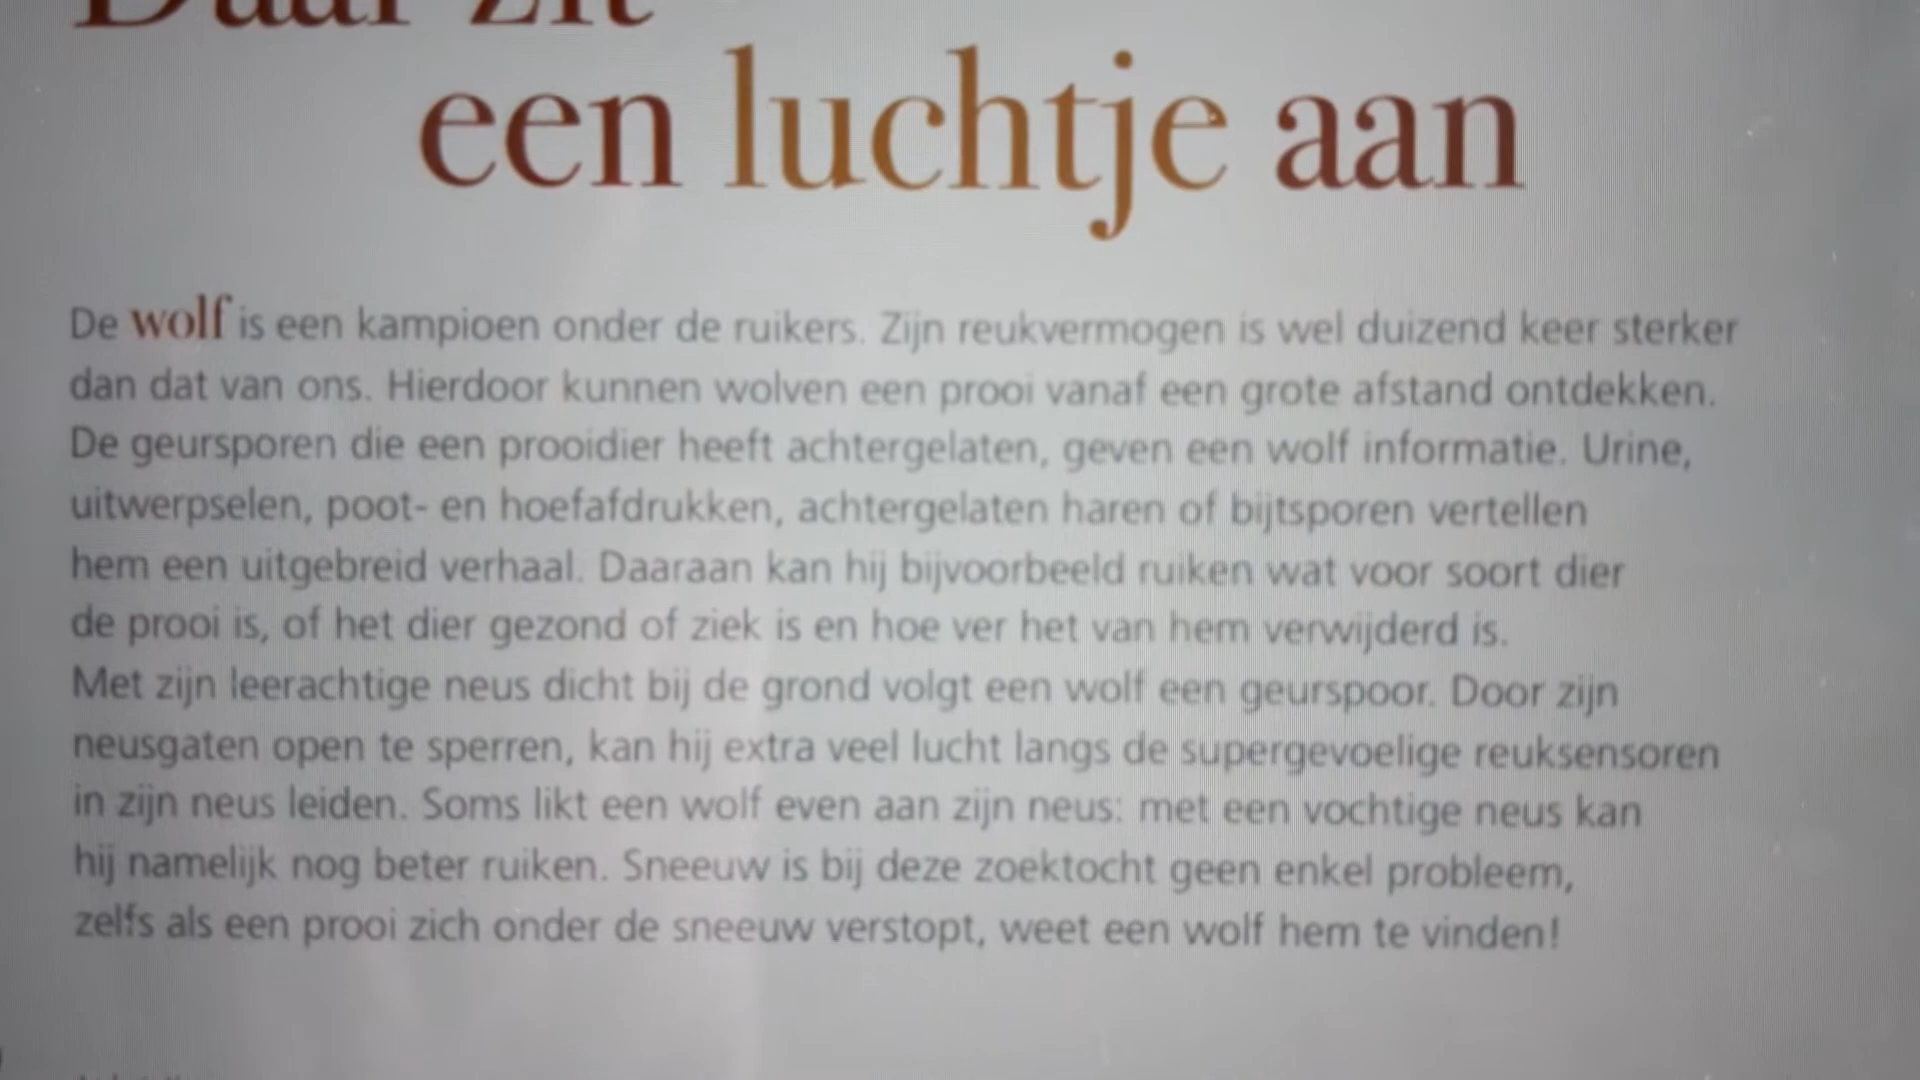 Daar zit
een luchtje aan
De wolf is een kampioen onder de ruikers. Zijn reukvermogen is wel duizend keer sterker
dan dat van ons. Hierdoor kunnen wolven een prooi vanaf een grote afstand ontdekken.
De geursporen die een prooidier heeft achtergelaten, geven een wolf informatie. Urine,
uitwerpselen, poot- en hoefafdrukken, achtergelaten haren of bijtsporen vertellen
hem een uitgebreid verhaal. Daaraan kan hij bijvoorbeeld ruiken wat voor soort dier
de prooi is, of het dier gezond of ziek is en hoe ver het van hem verwijderd is.
Met zijn leerachtige neus dicht bij de grond volgt een wolf een geurspoor. Door zijn
neusgaten open te sperren, kan hij extra veel lucht langs de supergevoelige reuksensoren
in zijn neus leiden. Soms likt een wolf even aan zijn neus: met een vochtige neus kan
hij namelijk nog beter ruiken. Sneeuw is bij deze zoektocht geen enkel probleem,
zelfs als een prooi zich onder de sneeuw verstopt, weet een wolf hem te vinden!